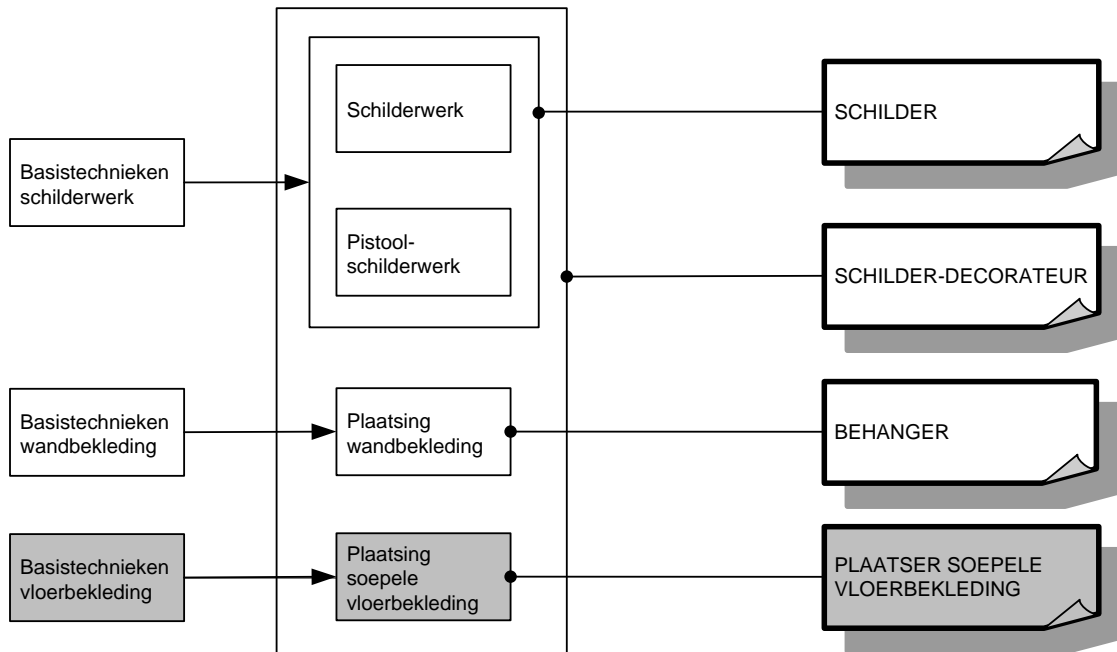 Basistechnieken
schilderwerk
Schilderwerk
Pistool-
schilderwerk
SCHILDER
SCHILDER-DECORATEUR
Basistechnieken
wandbekleding
Plaatsing
wandbekleding
BEHANGER
Basistechnieken
vloerbekleding
Plaatsing
soepele
vloerbekleding
PLAATSER SOEPELE
VLOERBEKLEDING